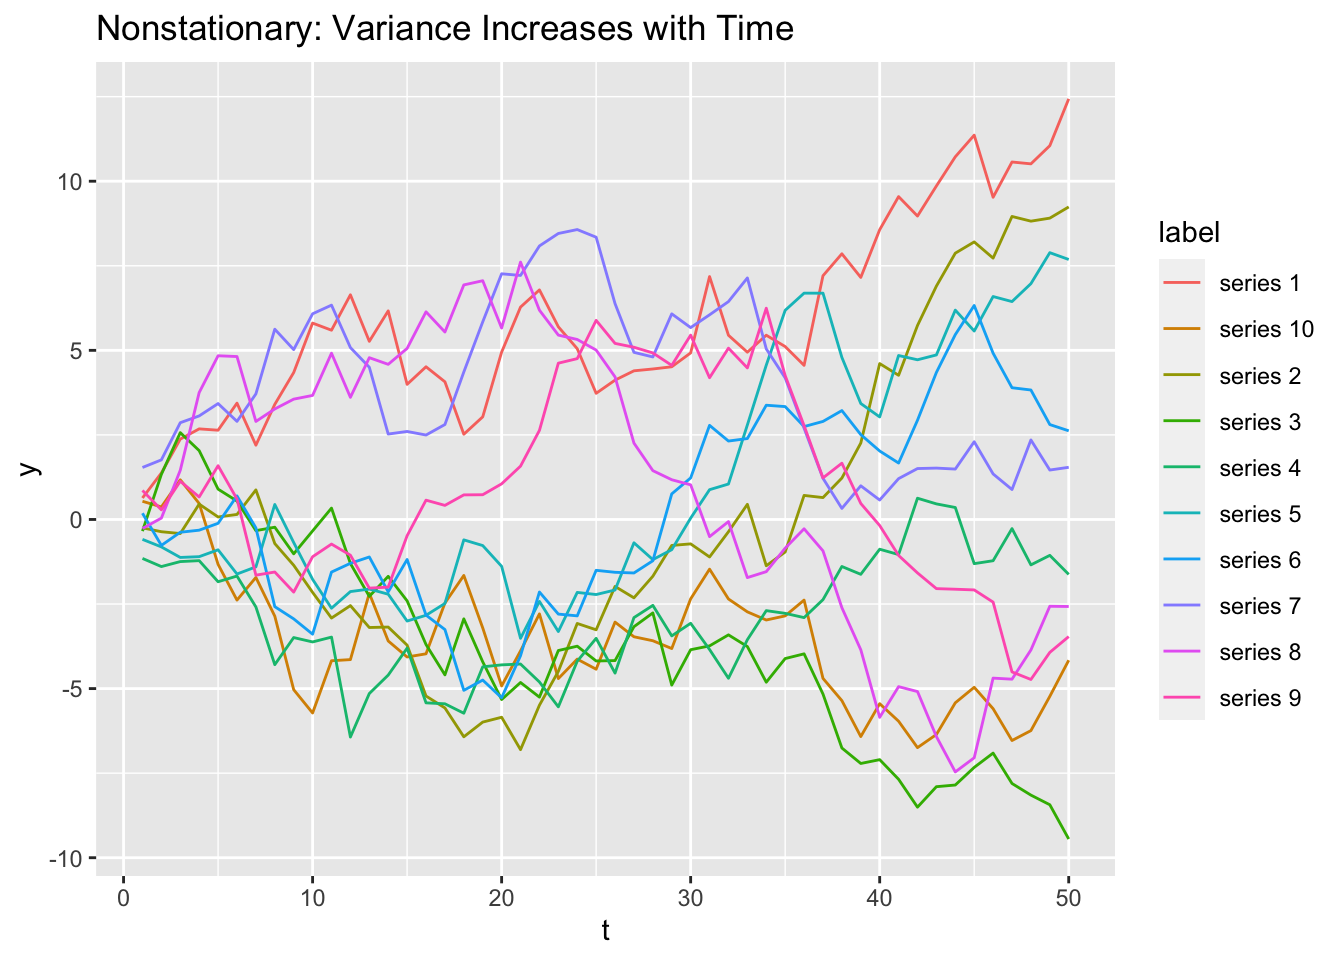 Nonstationary: Variance Increases with Time
10
5
0
-5
-10
y
0 10 20 30 40 50
t
label
series 1
series 10
series 2
series 3
series 4
series 5
series 6
series 7
series 8
series 9